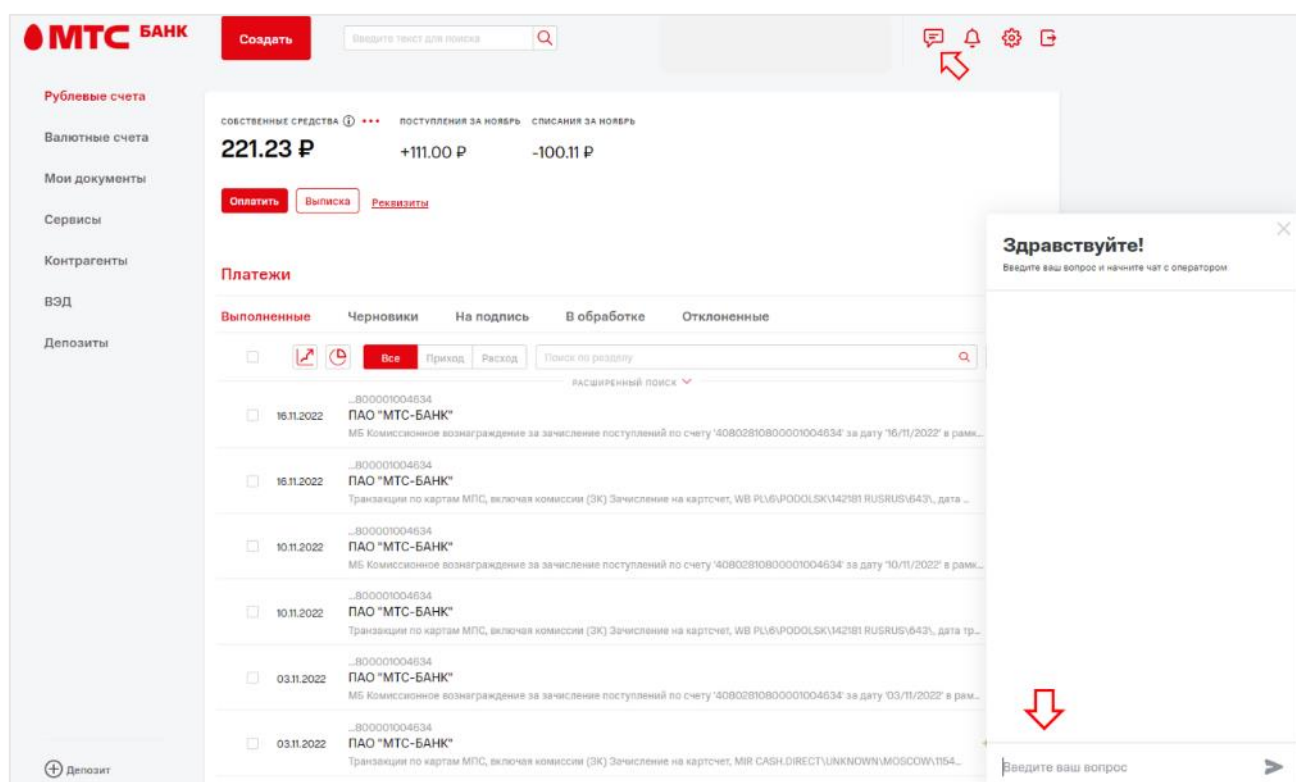 МТС БАНК
Создать
Введите текст для поиска
Рублевые счета
Валютные счета
Мои документы
Сервисы
Контрагенты
ВЭД
Депозиты
Депозит
СОБСТВЕННЫЕ СРЕДСТВА
ПОСТУПЛЕНИЯ ЗА НОЯБРЬ
СПИСАНИЯ ЗА НОЯБРЬ
221.23 ₽
+111.00 ₽
-100.11 ₽
Оплатить
Выписка
Реквизиты
Платежи
Выполненные
Черновики
На подпись
В обработке
Отклоненные
Все
Приход
Расход
Поиск по разделу
РАСШИРЕННЫЙ ПОИСК
...800001004634
16.11.2022
ПАО "МТС-БАНК"
МБ Комиссионное вознаграждение за зачисление поступлений по счету '40802810800001004634' за дату '16/11/2022' в рамк...
...800001004634
16.11.2022
ПАО "МТС-БАНК"
Транзакции по картам МПС, включая комиссии (ЗК) Зачисление на картсчет, WB PL\6\PODOLSK\142181 RUSRUS\643\, дата ...
...800001004634
10.11.2022
ПАО "МТС-БАНК"
МБ Комиссионное вознаграждение за зачисление поступлений по счету '40802810800001004634' за дату '10/11/2022' в рамк...
...800001004634
10.11.2022
ПАО "МТС-БАНК"
Транзакции по картам МПС, включая комиссии (ЗК) Зачисление на картсчет, WB PL\6\PODOLSK\142181 RUSRUS\643\, дата тр...
...800001004634
03.11.2022
ПАО "МТС-БАНК"
МБ Комиссионное вознаграждение за зачисление поступлений по счету '40802810800001004634' за дату '03/11/2022' в рам...
...800001004634
03.11.2022
ПАО "МТС-БАНК"
Транзакции по картам МПС, включая комиссии (ЗК) Зачисление на картсчет, MIR CASH.DIRECT\UNKNOWN\MOSCOW\1154...
Здравствуйте!
Введите ваш вопрос и начните чат с оператором
Введите ваш вопрос